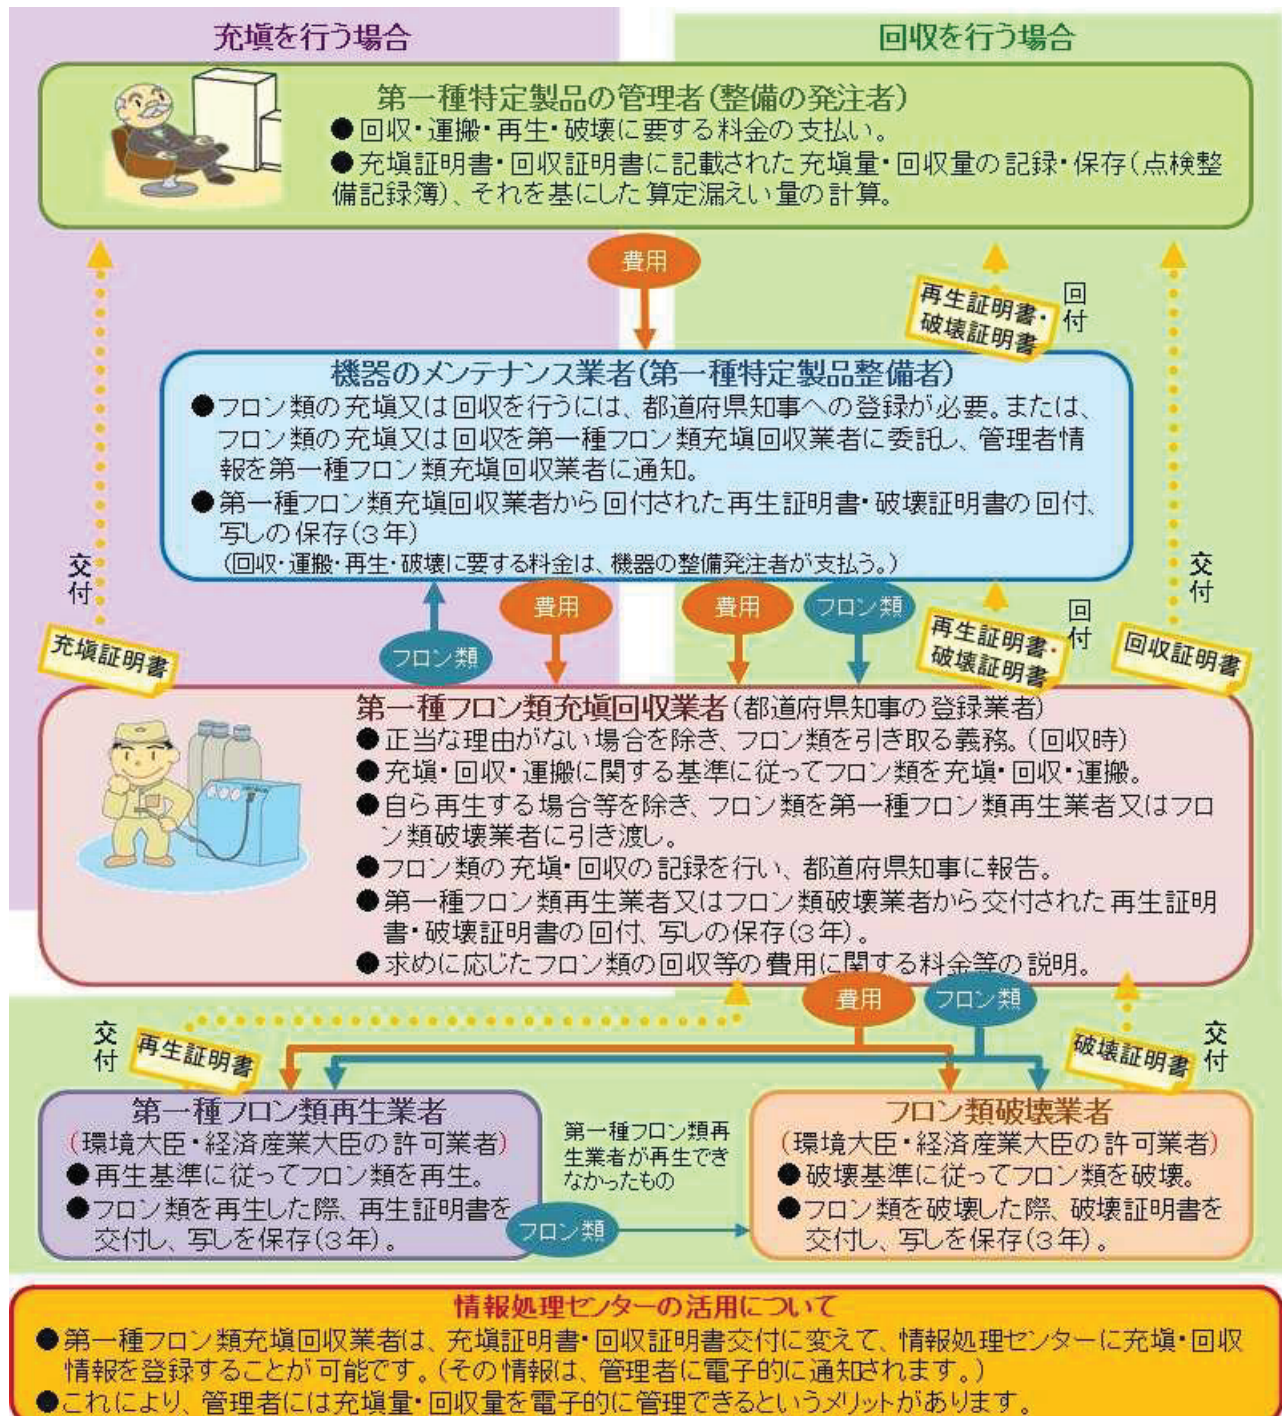 充塡を行う場合
回収を行う場合
第一種特定製品の管理者(整備の発注者)
●回収・運搬・再生・破壊に要する料金の支払い。
●充塡証明書・回収証明書に記載された充塡量・回収量の記録・保存(点検整
備記録簿)、それを基にした算定漏えい量の計算。
費用
再生証明書・
破壊証明書
回付
機器のメンテナンス業者(第一種特定製品整備者)
●フロン類の充塡又は回収を行うには、都道府県知事への登録が必要。または、
フロン類の充塡又は回収を第一種フロン類充塡回収業者に委託し、管理者情
報を第一種フロン類充塡回収業者に通知。
●第一種フロン類充塡回収業者から回付された再生証明書・破壊証明書の回付、
写しの保存(3年)
(回収・運搬・再生・破壊に要する料金は、機器の整備発注者が支払う。)
交付
充塡証明書
フロン類
費用
費用
フロン類
再生証明書・
破壊証明書
回付
交付
回収証明書
第一種フロン類充塡回収業者(都道府県知事の登録業者)
●正当な理由がない場合を除き、フロン類を引き取る義務。(回収時)
●充塡・回収・運搬に関する基準に従ってフロン類を充塡・回収・運搬。
●自ら再生する場合等を除き、フロン類を第一種フロン類再生業者又はフロ
ン類破壊業者に引き渡し。
●フロン類の充塡・回収の記録を行い、都道府県知事に報告。
●第一種フロン類再生業者又はフロン類破壊業者から交付された再生証明
書・破壊証明書の回付、写しの保存(3年)。
●求めに応じたフロン類の回収等の費用に関する料金等の説明。
費用
フロン類
交付
再生証明書
破壊証明書
交付
第一種フロン類再生業者
(環境大臣・経済産業大臣の許可業者)
●再生基準に従ってフロン類を再生。
●フロン類を再生した際、再生証明書を
交付し、写しを保存(3年)。
第一種フロン類再
生業者が再生でき
なかったもの
フロン類
フロン類破壊業者
(環境大臣・経済産業大臣の許可業者)
●破壊基準に従ってフロン類を破壊。
●フロン類を破壊した際、破壊証明書を
交付し、写しを保存(3年)。
情報処理センターの活用について
●第一種フロン類充塡回収業者は、充塡証明書・回収証明書交付に変えて、情報処理センターに充塡・回収
情報を登録することが可能です。(その情報は、管理者に電子的に通知されます。)
●これにより、管理者には充塡量・回収量を電子的に管理できるというメリットがあります。